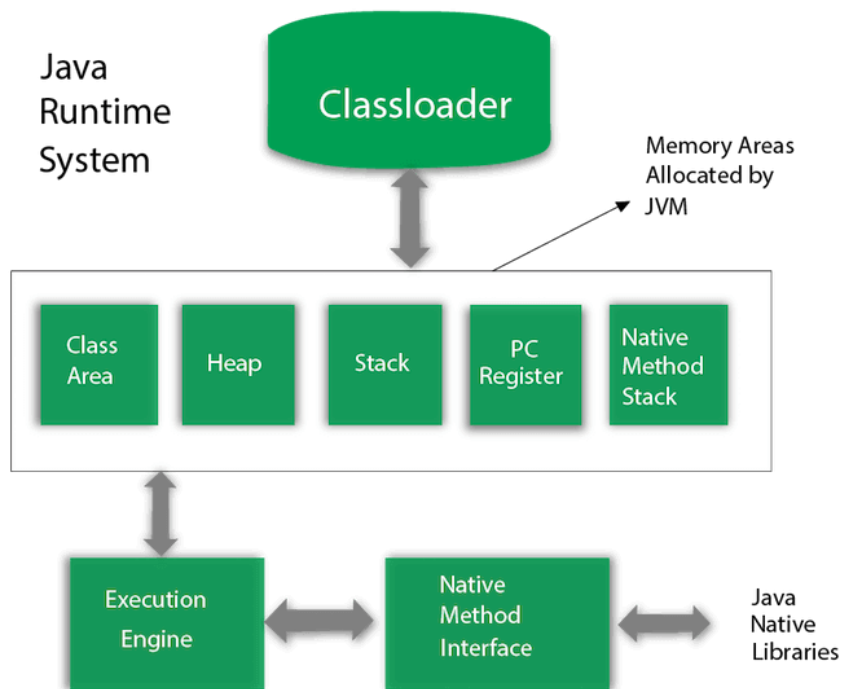 Java
Runtime
System
Classloader
Memory Areas
Allocated by
JVM
Class
Area
Heap
Stack
PC
Register
Native
Method
Stack
Execution
Engine
Native
Method
Interface
Java
Native
Libraries